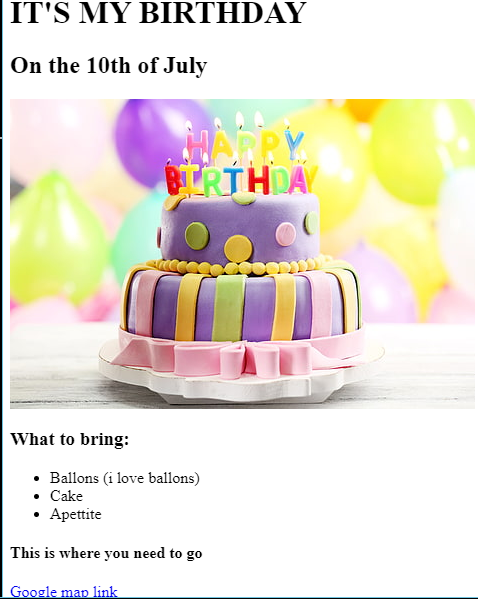 IT'S MY BIRTHDAY
On the 10th of July
HAPPY
BIRTHDAY
What to bring:
Ballons (i love ballons)
Cake
Apettite
This is where you need to go
Google map link